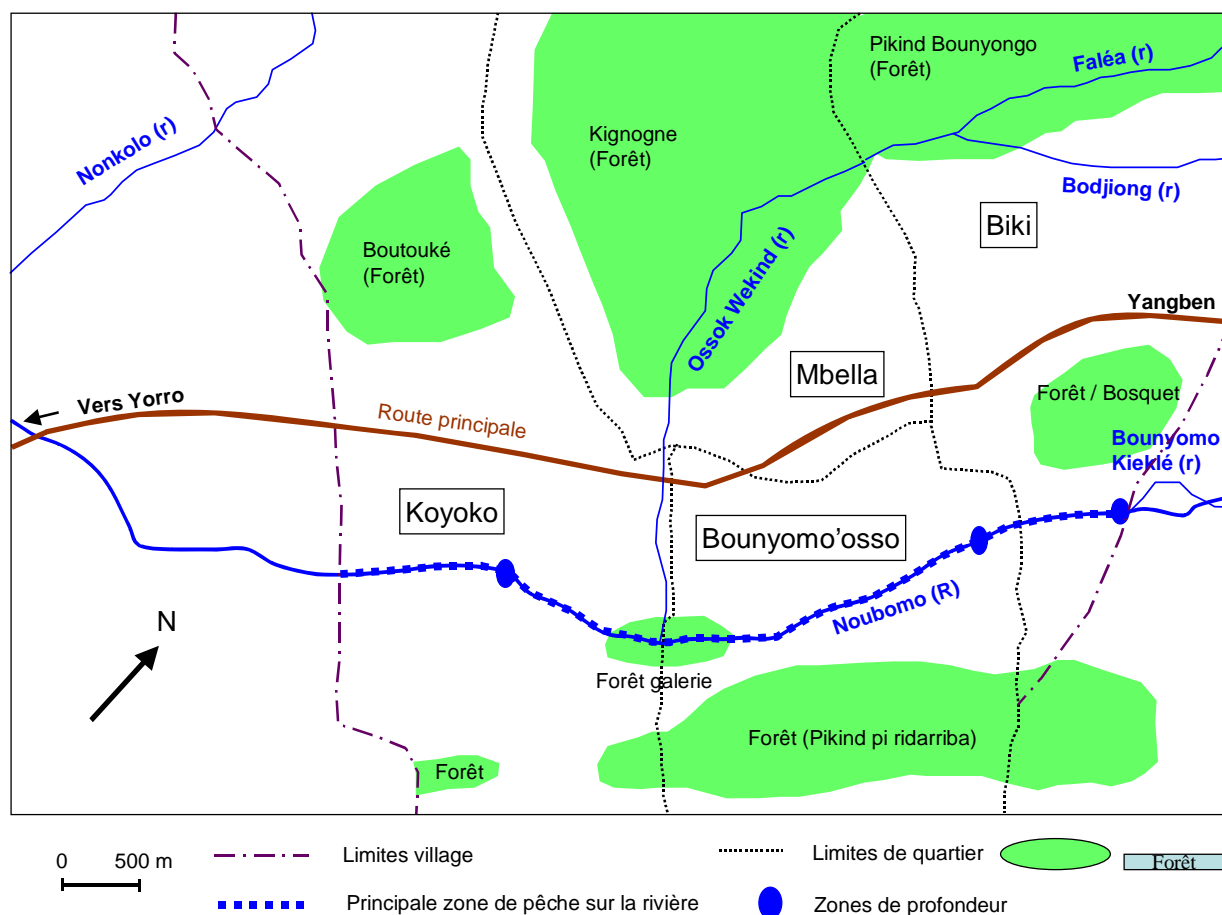 Pikind Bounyongo
(Forêt)
Faléa (r)
Nonkolo (r)
Kignogne
(Forêt)
Bodjiong (r)
Biki
Boutouké
(Forêt)
Ossok Wekind (r)
Yangben
Mbella
Forêt / Bosquet
Vers Yorro
Route principale
Bounyomo
Kieklé (r)
Koyoko
Bounyomo'osso
Noubomo (R)
N
Forêt galerie
Forêt (Pikind pi ridarriba)
Forêt
0 500 m
Limites village
Limites de quartier
Forêt
Principale zone de pêche sur la rivière
Zones de profondeur